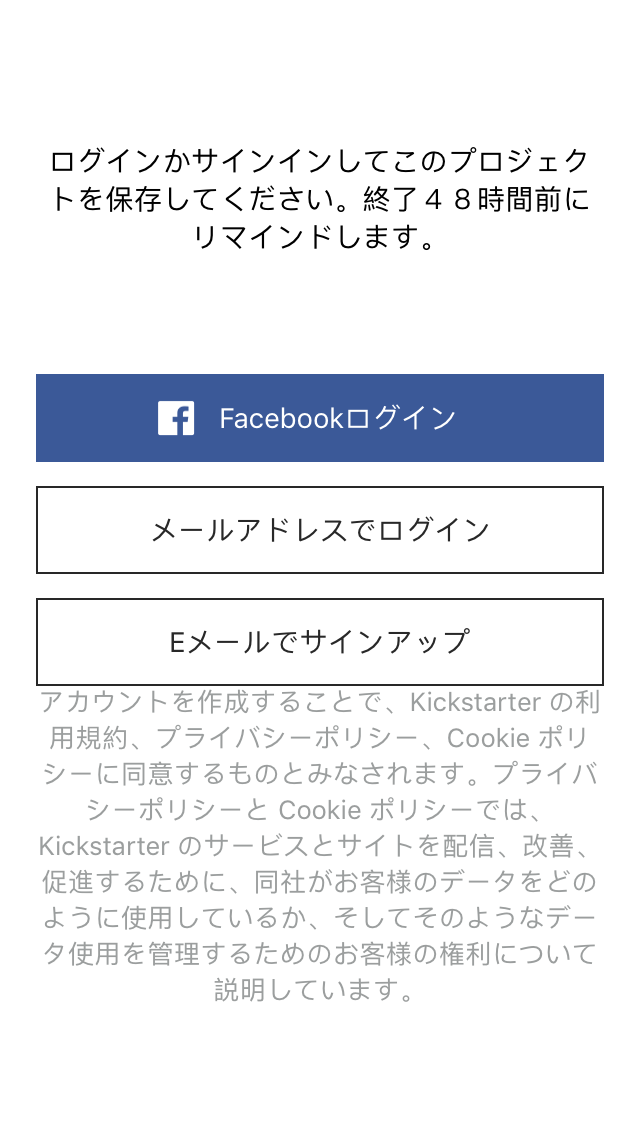 ログインかサインインしてこのプロジェク
トを保存してください。終了４８時間前に
リマインドします。
Facebookログイン
メールアドレスでログイン
Eメールでサインアップ
アカウントを作成することで、Kickstarter の利
用規約、プライバシーポリシー、Cookie ポリ
シーに同意するものとみなされます。プライバ
シーポリシーと Cookie ポリシーでは、
Kickstarter のサービスとサイトを配信、改善、
促進するために、同社がお客様のデータをどの
ように使用しているか、そしてそのようなデー
タ使用を管理するためのお客様の権利について
説明しています。